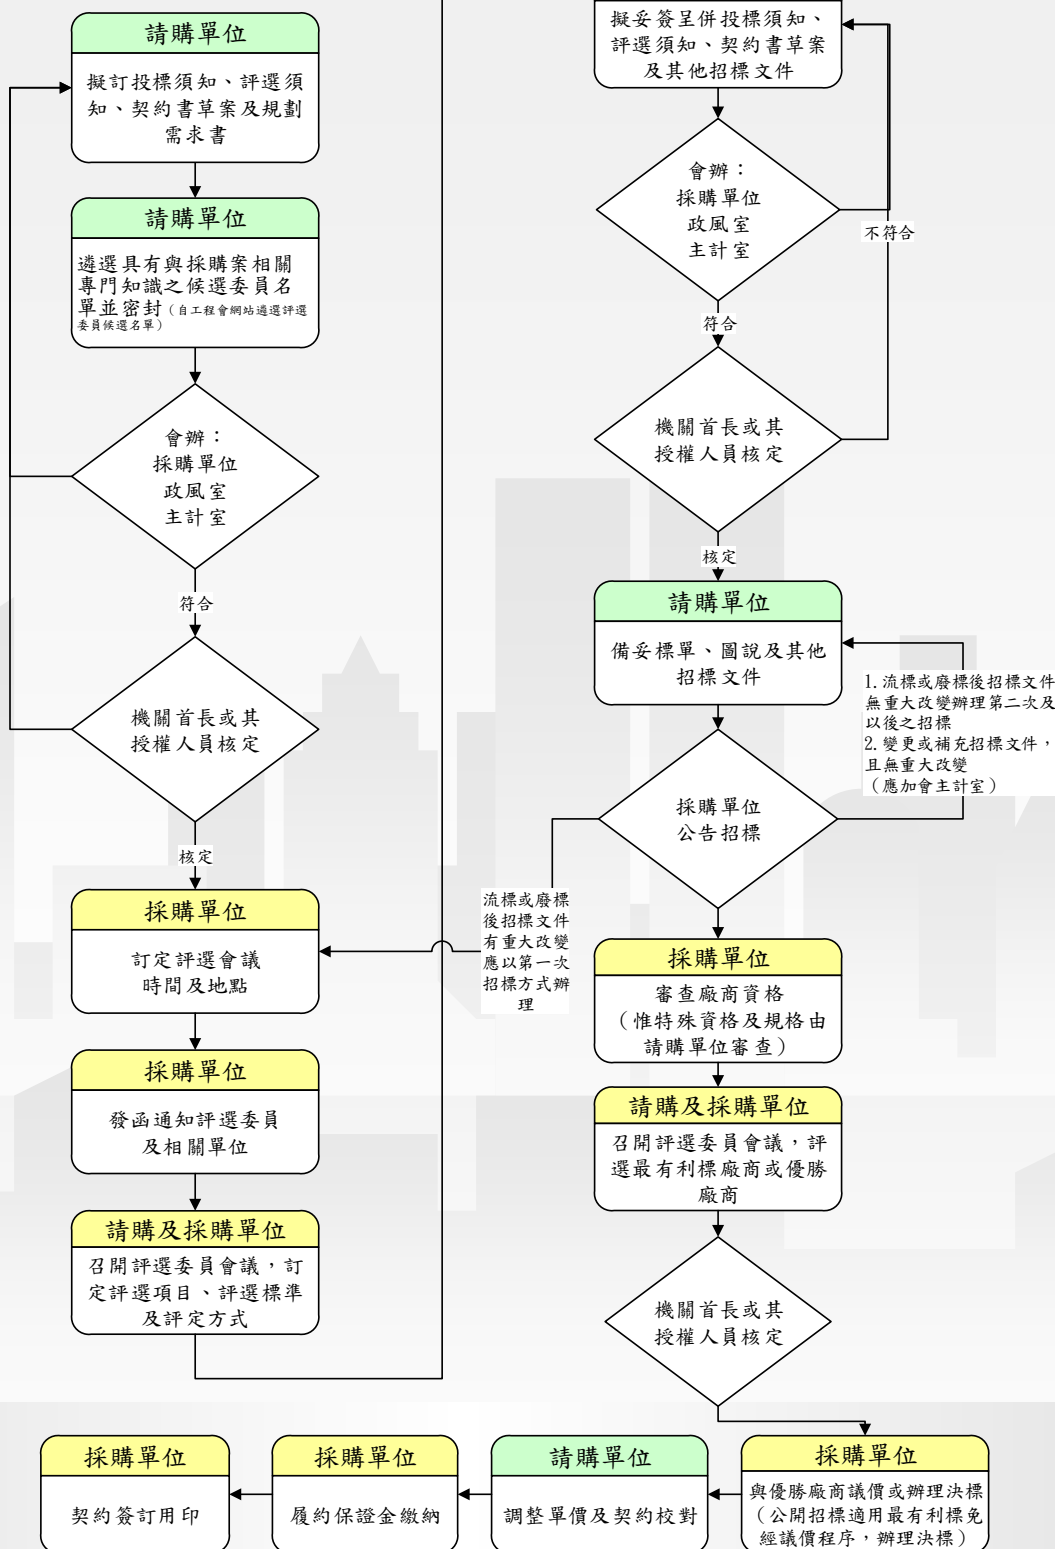 請購單位
擬訂投標須知、評選須
知、契約書草案及規劃
需求書
請購單位
遴選具有與採購案相關
專門知識之候選委員名
單並密封（自工程會網站遴選評選
委員候選名單）
會辦：
採購單位
政風室
主計室
符合
機關首長或其
授權人員核定
核定
採購單位
訂定評選會議
時間及地點
採購單位
發函通知評選委員
及相關單位
請購及採購單位
召開評選委員會議，訂
定評選項目、評選標準
及評定方式
擬妥簽呈併投標須知、
評選須知、契約書草案
及其他招標文件
會辦：
採購單位
政風室
主計室
不符合
符合
機關首長或其
授權人員核定
核定
請購單位
備妥標單、圖說及其他
招標文件
1.流標或廢標後招標文件
無重大改變辦理第二次及
以後之招標
2.變更或補充招標文件，
且無重大改變
（應加會主計室）
採購單位
公告招標
流標或廢標
後招標文件
有重大改變
應以第一次
招標方式辦
理
採購單位
審查廠商資格
（惟特殊資格及規格由
請購單位審查）
請購及採購單位
召開評選委員會議，評
選最有利標廠商或優勝
廠商
機關首長或其
授權人員核定
採購單位
與優勝廠商議價或辦理決標
（公開招標適用最有利標免
經議價程序，辦理決標）
請購單位
調整單價及契約校對
採購單位
履約保證金繳納
採購單位
契約簽訂用印